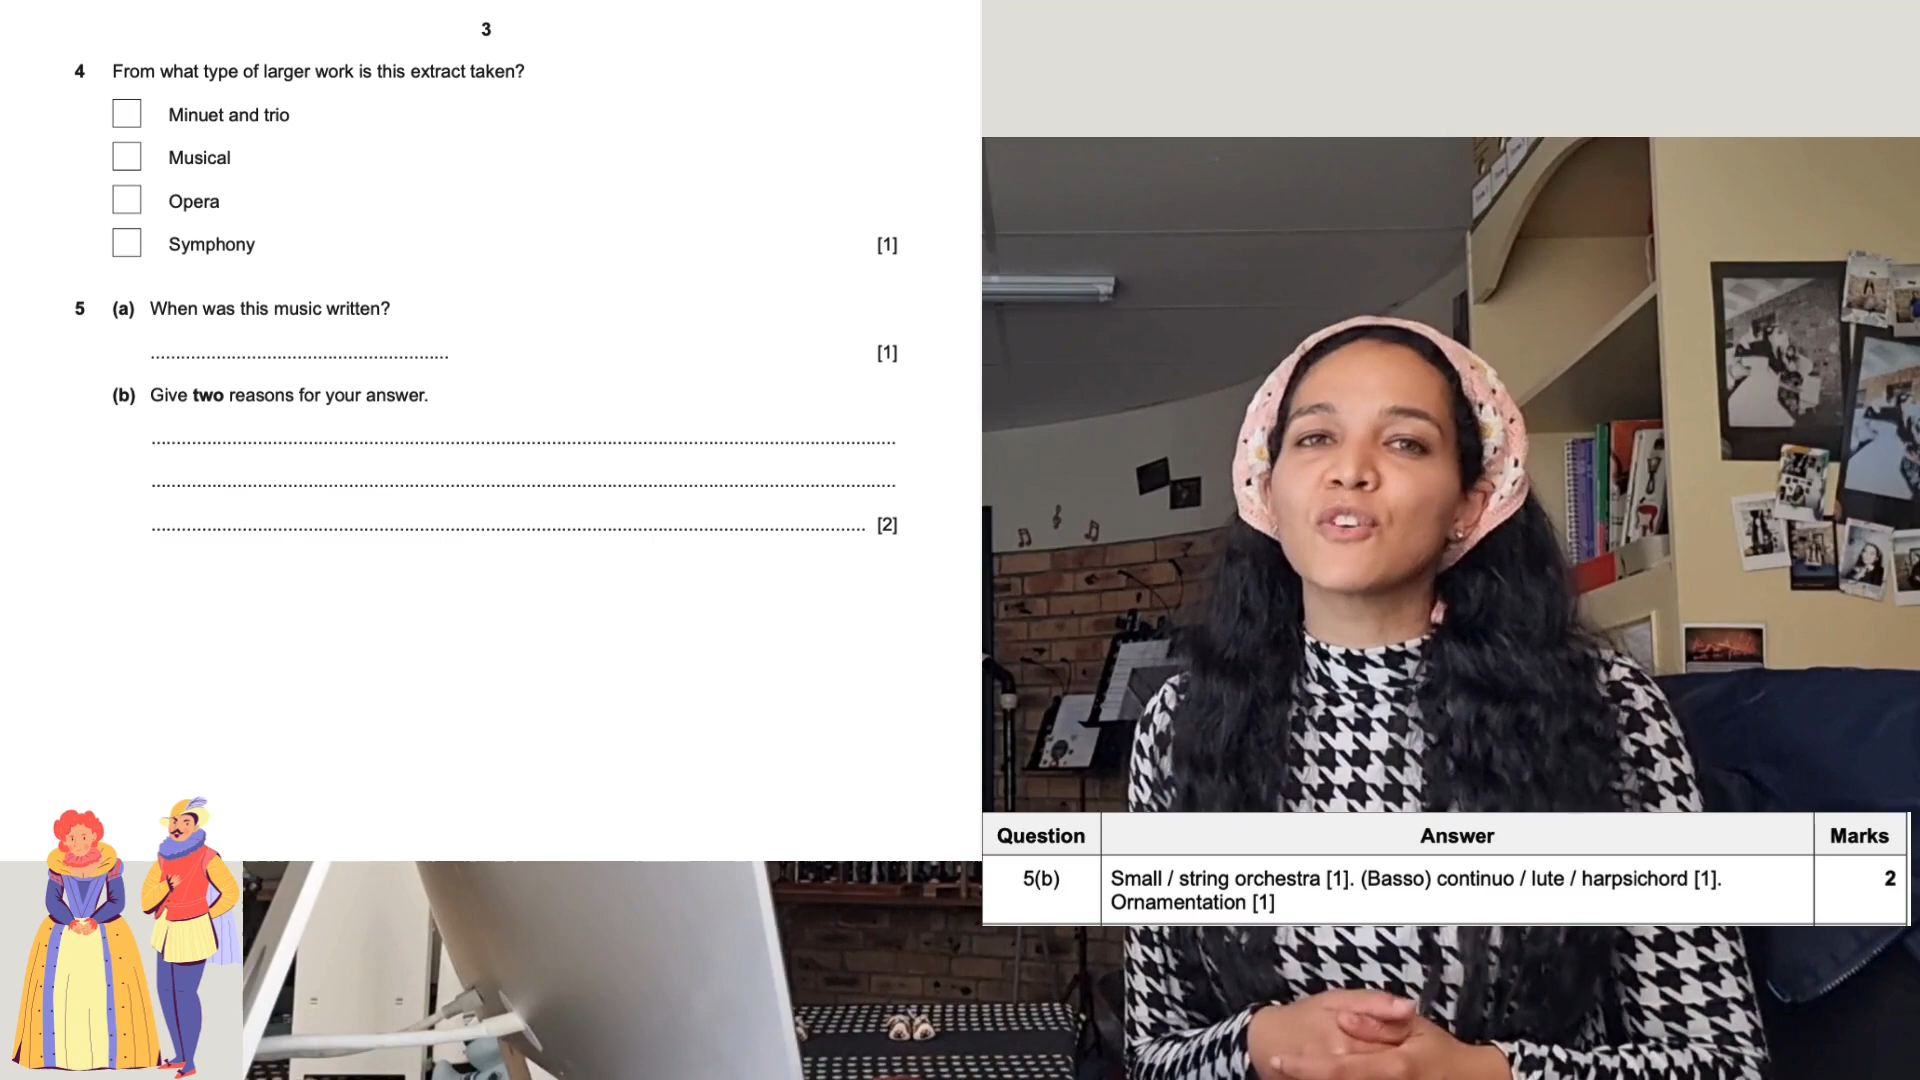 3
4 From what type of larger work is this extract taken?
Minuet and trio
Musical
Opera
Symphony [1]
5 (a) When was this music written?
........................................................... [1]
(b) Give two reasons for your answer.
...................................................................................................................................................
...................................................................................................................................................
............................................................................................................................................. [2]
Question Answer Marks
5(b) Small / string orchestra [1]. (Basso) continuo / lute / harpsichord [1]. 2
Ornamentation [1]